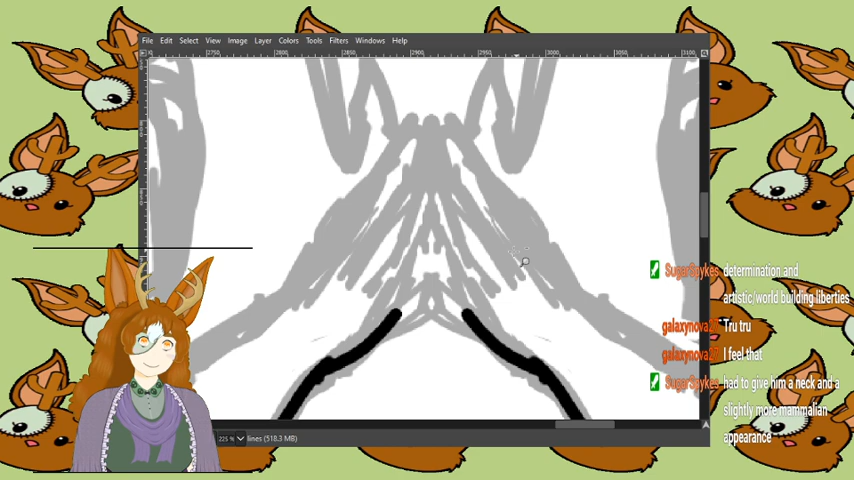 File Edit Select View Image Layer Colors Tools Filters Windows Help
2750 2800 2850 2900 2950 3000 3050 3100
SugarSpykes determination and
artistic/world building liberties
galaxynova27 Tru tru
galaxynova27 I feel that
SugarSpykes had to give him a neck and a
slightly more mammalian
appearance
225 % lines (518.3 MB)